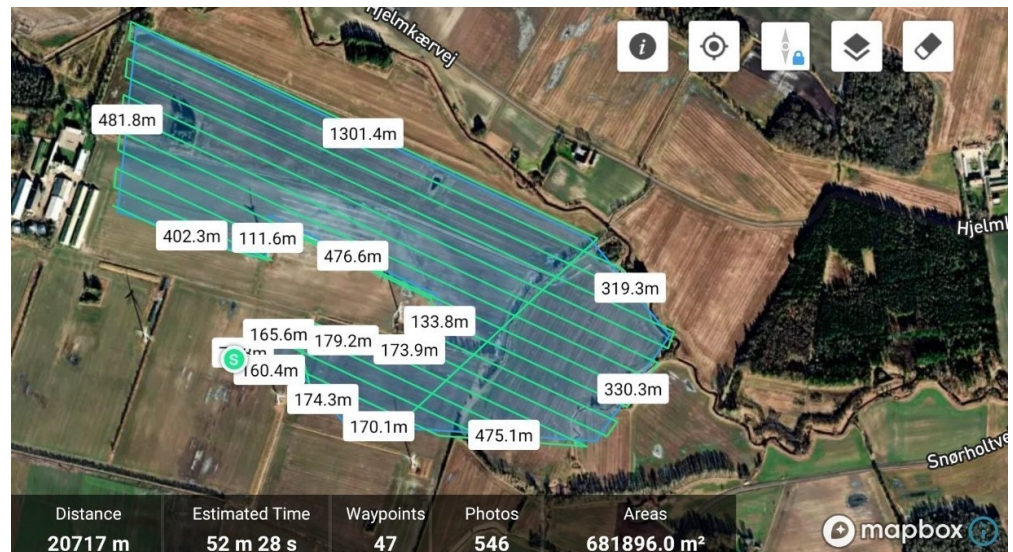 Hjelmkærvej
481.8m
1301.4m
402.3m
111.6m
476.6m
319.3m
133.8m
165.6m
179.2m
173.9m
S
160.4m
174.3m
330.3m
170.1m
475.1m
Snørholtve
Distance
Estimated Time
Waypoints
Photos
Areas
20717 m
52 m 28 s
47
546
681896.0 m²
mapbox